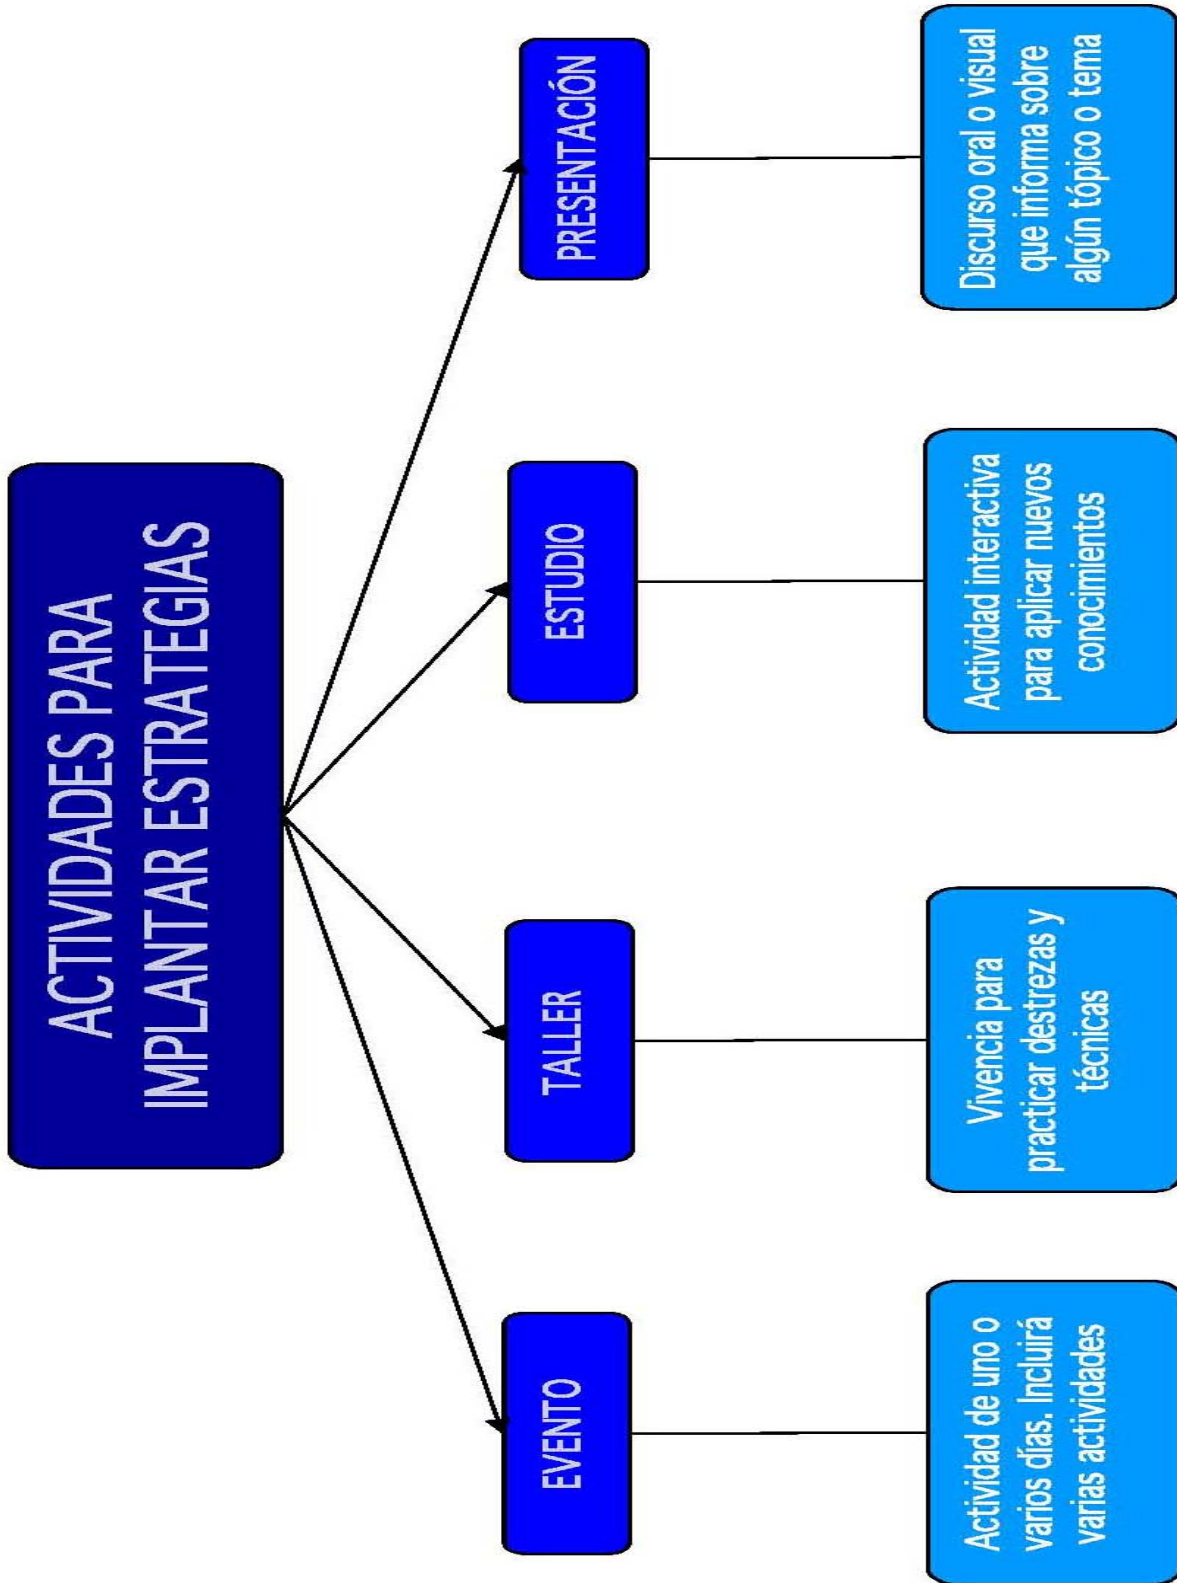 ACTIVIDADES PARA
IMPLANTAR ESTRATEGIAS
EVENTO
TALLER
ESTUDIO
PRESENTACIÓN
Actividad de uno o
varios días. Incluirá
varias actividades
Vivencia para
practicar destrezas y
técnicas
Actividad interactiva
para aplicar nuevos
conocimientos
Discurso oral o visual
que informa sobre
algún tópico o tema